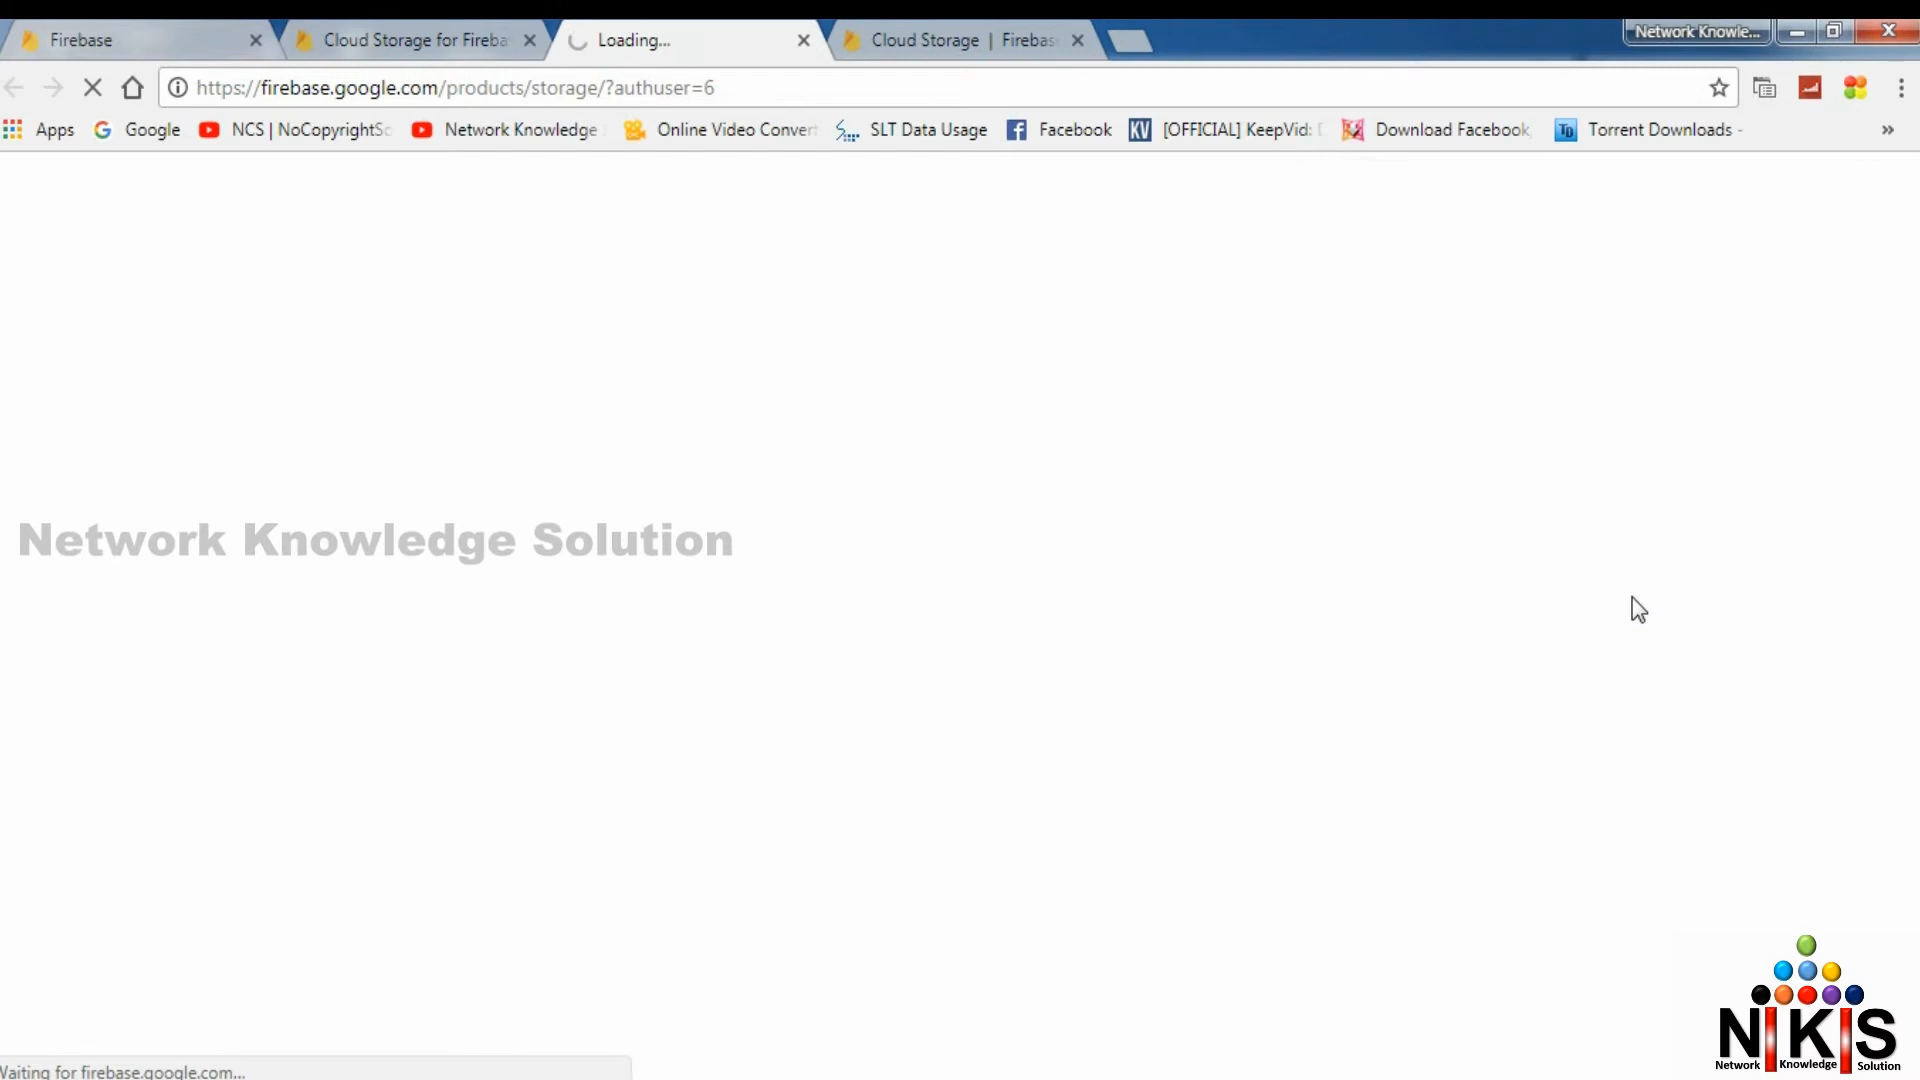 Firebase
Cloud Storage for Fireba
Loading...
Cloud Storage | Firebas
Network Knowle...
https://firebase.google.com/products/storage/?authuser=6
Apps
Google
NCS | NoCopyrightSc
Network Knowledge
Online Video Convert
SLT Data Usage
Facebook
KV
[OFFICIAL] KeepVid:
Download Facebook
TD
Torrent Downloads -
»
Network Knowledge Solution
NKS
Network Knowledge Solution
Waiting for firebase.google.com...